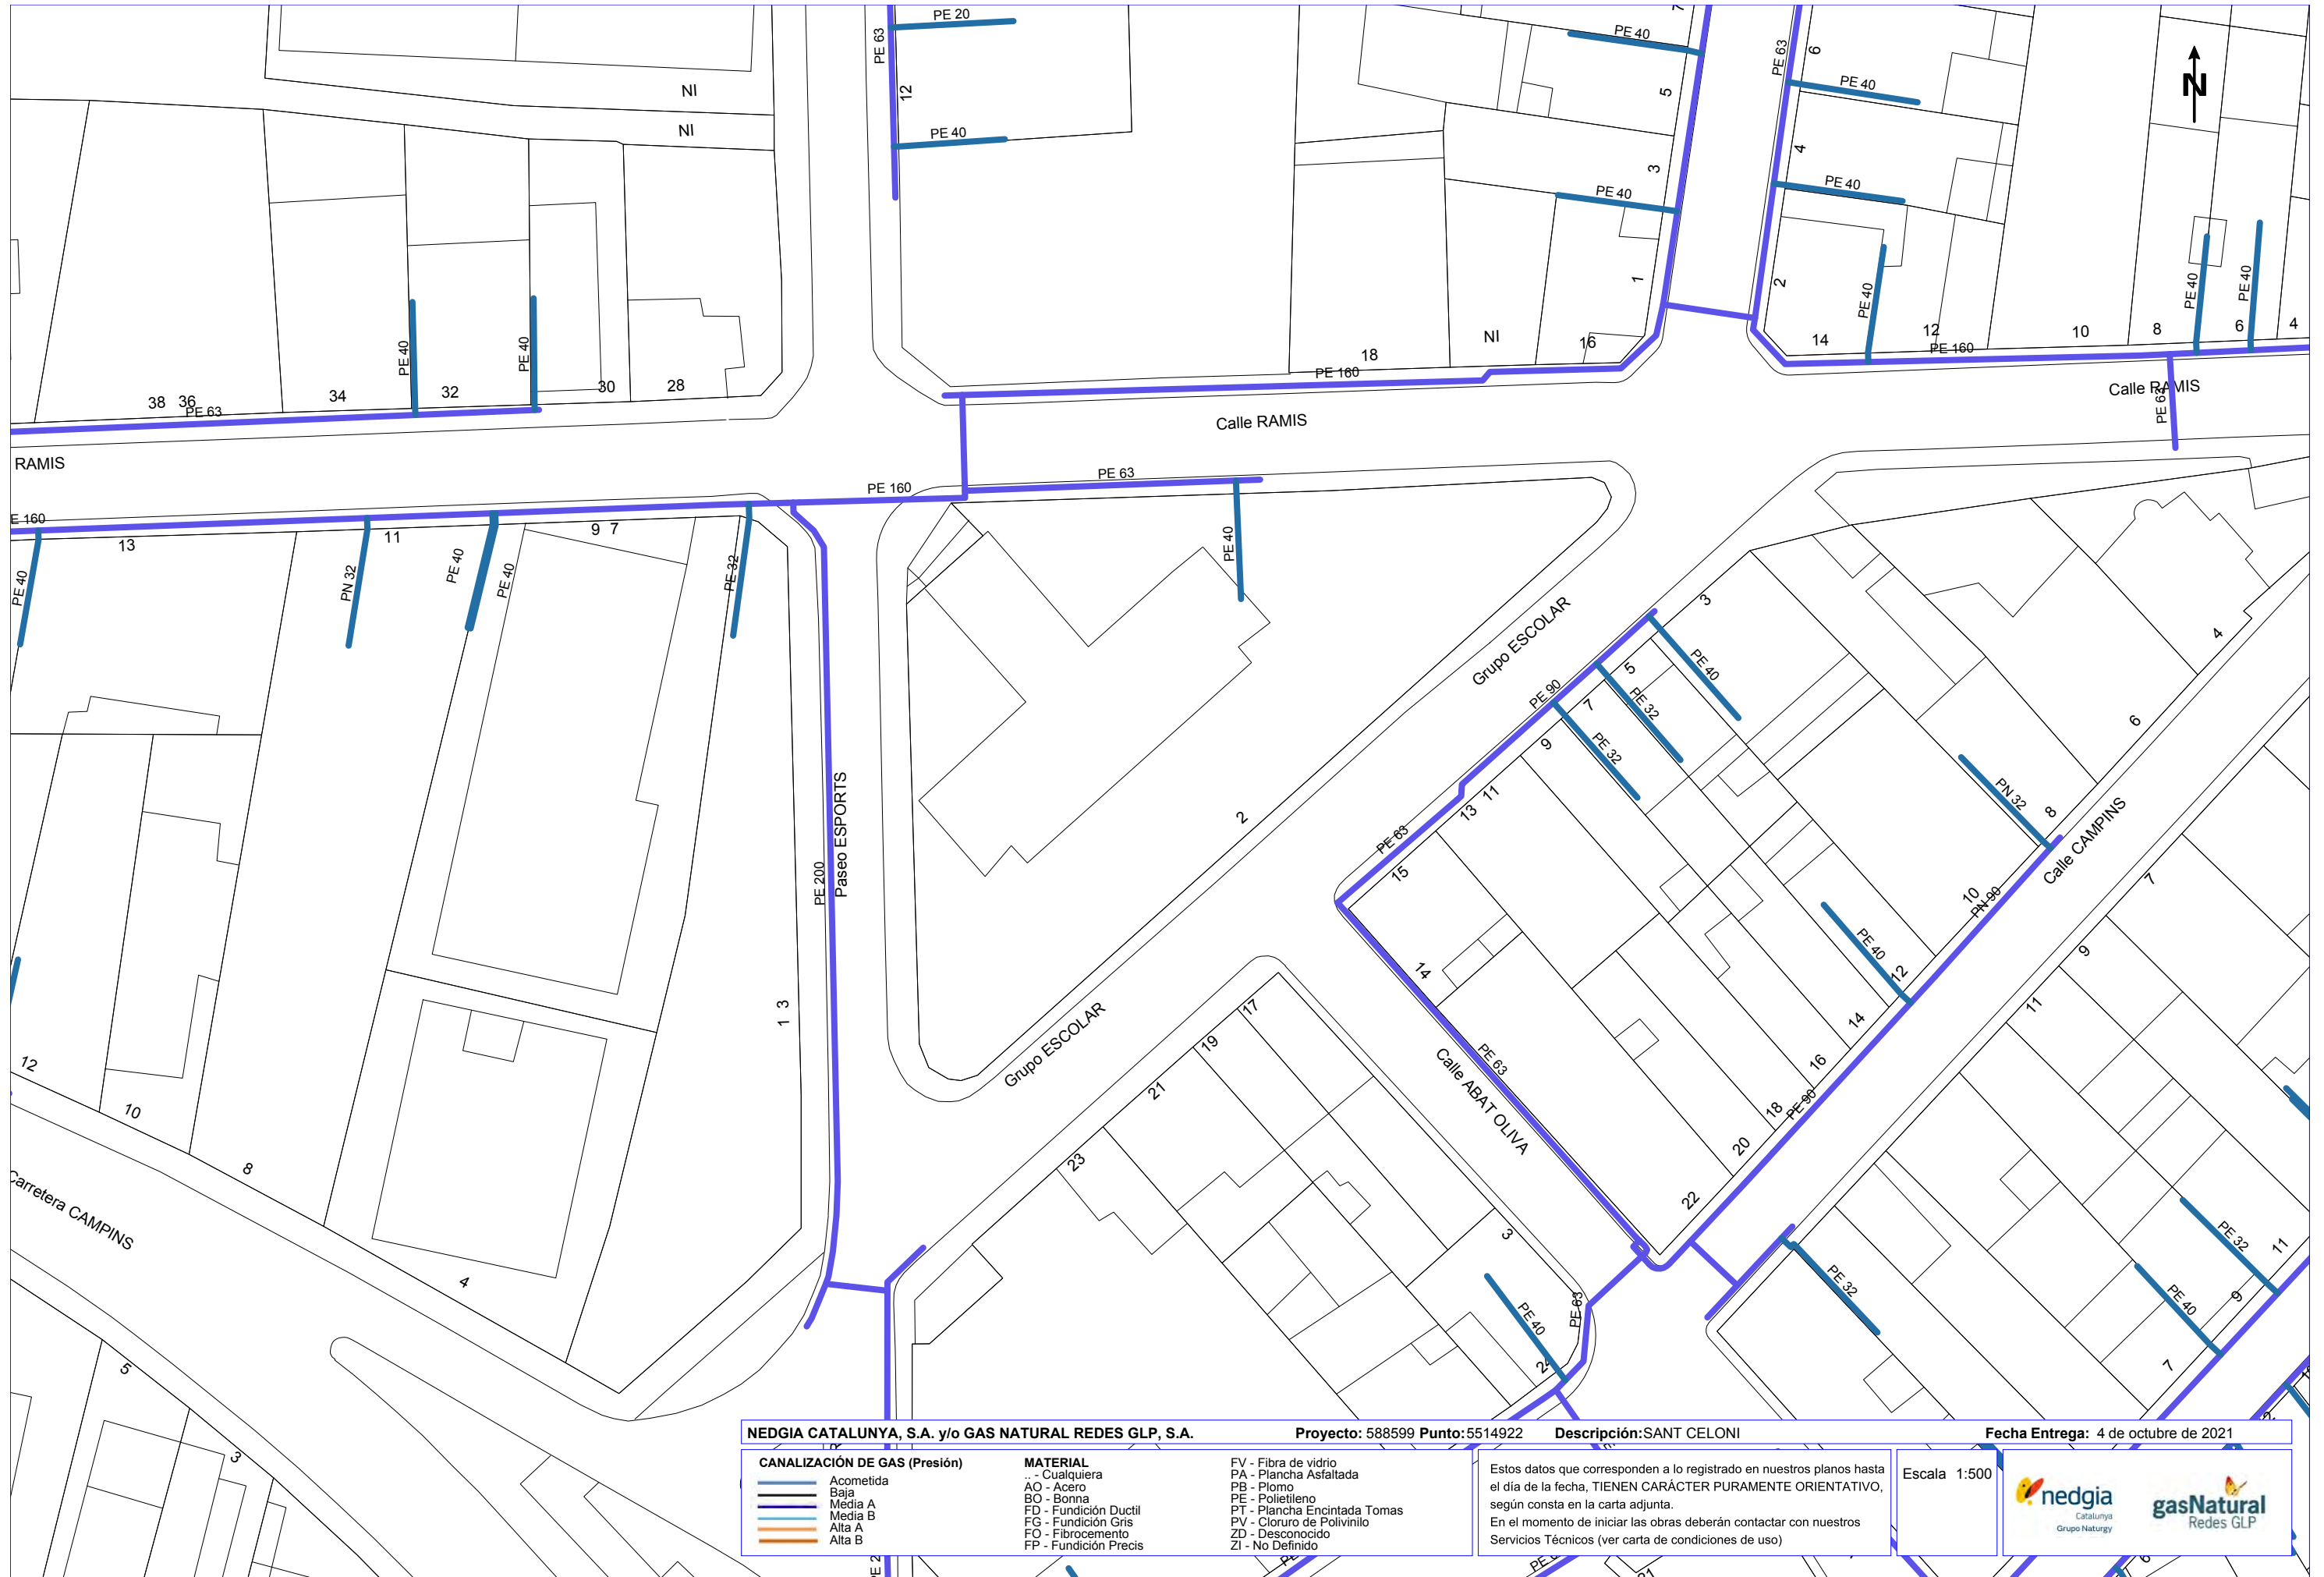 PE 20
PE 63
12
PE 40
NI
NI
PE 40
7
5
3
PE 40
1
PE 63
6
PE 40
4
PE 40
2
PE 40
N
PE 40
PE 40
14
12
10
8
6
4
PE 160
Calle RAMIS
PE 63
PE 40
PE 40
38 36
34
32
30
28
PE 63
18
NI
16
PE 160
Calle RAMIS
RAMIS
PE 160
PE 63
E 160
13
11
9 7
PE 40
PN 32
PE 40
PE 40
PE 32
PE 40
Grupo ESCOLAR
3
PE 40
5
PE 32
PE 90
7
PE 32
9
11
13
PE 63
15
4
6
PN 32
8
Calle CAMPINS
10
PN 90
7
PE 200
Paseo ESPORTS
2
14
PE 40
12
9
11
1 3
Grupo ESCOLAR
17
19
21
23
PE 63
Calle ABAT OLIVA
14
16
PE 90
18
20
22
12
10
8
4
Carretera CAMPINS
5
3
3
PE 40
PE 63
24
PE 32
PE 32
11
PE 40
9
7
NEDGIA CATALUNYA, S.A. y/o GAS NATURAL REDES GLP, S.A. Proyecto: 588599 Punto:5514922 Descripción:SANT CELONI Fecha Entrega: 4 de octubre de 2021
CANALIZACIÓN DE GAS (Presión)
Acometida
Baja
Media A
Media B
Alta A
Alta B
MATERIAL
.. - Cualquiera
AO - Acero
BO - Bonna
FD - Fundición Ductil
FG - Fundición Gris
FO - Fibrocemento
FP - Fundición Precis
FV - Fibra de vidrio
PA - Plancha Asfaltada
PB - Plomo
PE - Polietileno
PT - Plancha Encintada Tomas
PV - Cloruro de Polivinilo
ZD - Desconocido
ZI - No Definido
Estos datos que corresponden a lo registrado en nuestros planos hasta
el día de la fecha, TIENEN CARÁCTER PURAMENTE ORIENTATIVO,
según consta en la carta adjunta.
En el momento de iniciar las obras deberán contactar con nuestros
Servicios Técnicos (ver carta de condiciones de uso)
Escala 1:500
nedgia
Catalunya
Grupo Naturgy
gasNatural
Redes GLP
PE 2
21
6